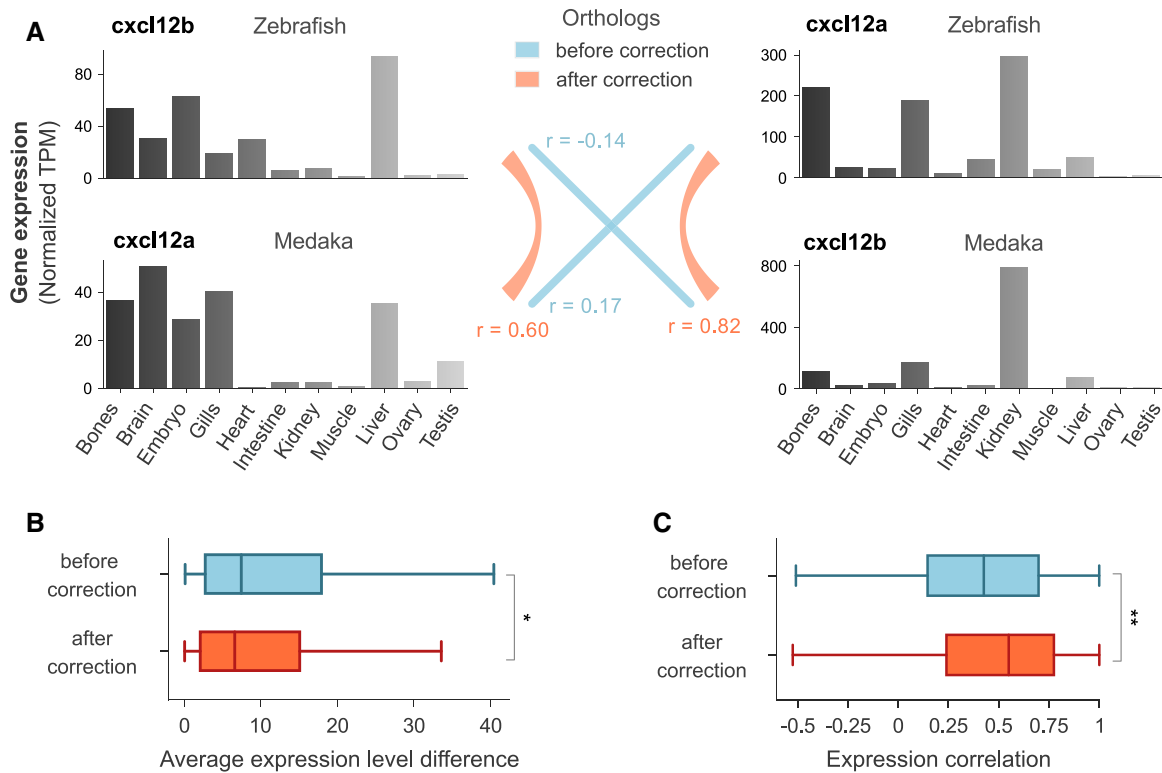 A
cxcl12b Zebrafish
Orthologs
before correction
after correction
cxcl12a Zebrafish
Gene expression
(Normalized TPM)
80
40
0
300
200
100
0
r = -0.14
r = 0.17
r = 0.60
r = 0.82
cxcl12a Medaka
40
20
0
Bones
Brain
Embryo
Gills
Heart
Intestine
Kidney
Muscle
Liver
Ovary
Testis
cxcl12b Medaka
800
400
0
Bones
Brain
Embryo
Gills
Heart
Intestine
Kidney
Muscle
Liver
Ovary
Testis
B
before
correction
after
correction
*
0 10 20 30 40
Average expression level difference
C
before
correction
after
correction
**
-0.5 -0.25 0 0.25 0.5 0.75 1
Expression correlation